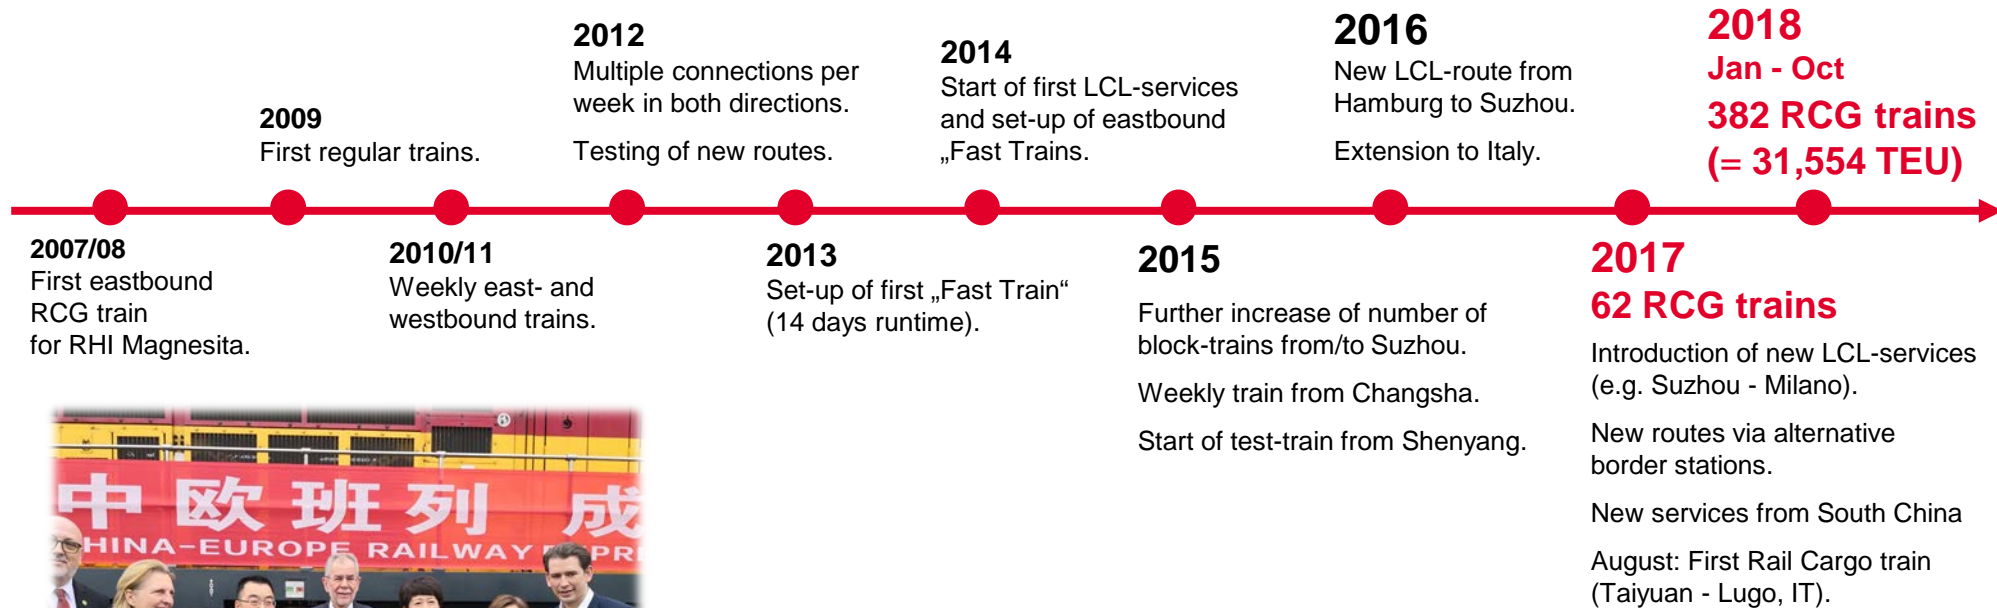 2007/08
First eastbound
RCG train
for RHI Magnesita.
2009
First regular trains.
2010/11
Weekly east- and
westbound trains.
2012
Multiple connections per
week in both directions.
Testing of new routes.
2013
Set-up of first „Fast Train“
(14 days runtime).
2014
Start of first LCL-services
and set-up of eastbound
„Fast Trains.
2015
Further increase of number of
block-trains from/to Suzhou.
Weekly train from Changsha.
Start of test-train from Shenyang.
2016
New LCL-route from
Hamburg to Suzhou.
Extension to Italy.
2017
62 RCG trains
Introduction of new LCL-services
(e.g. Suzhou - Milano).
New routes via alternative
border stations.
New services from South China
August: First Rail Cargo train
(Taiyuan - Lugo, IT).
2018
Jan - Oct
382 RCG trains
(= 31,554 TEU)
中欧班列 成
HINA-EUROPE RAILWAY EXPR